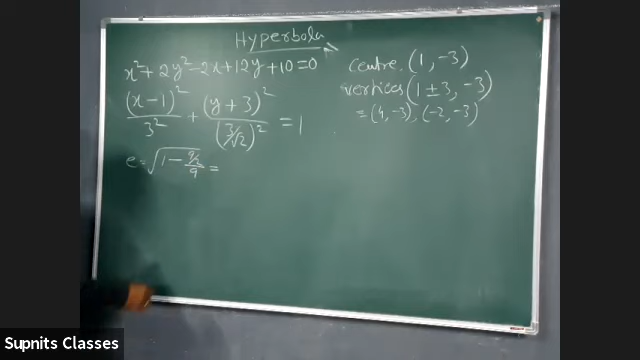 Hyperbola
x² + 2y² - 2x + 12y + 10 = 0
(x-1)²/3² + (y+3)²/(3/√2)² = 1
e = √(1 - (9/2)/9) =
centre (1, -3)
vertices (1 ± 3, -3)
= (4, -3), (-2, -3)
Supnits Classes